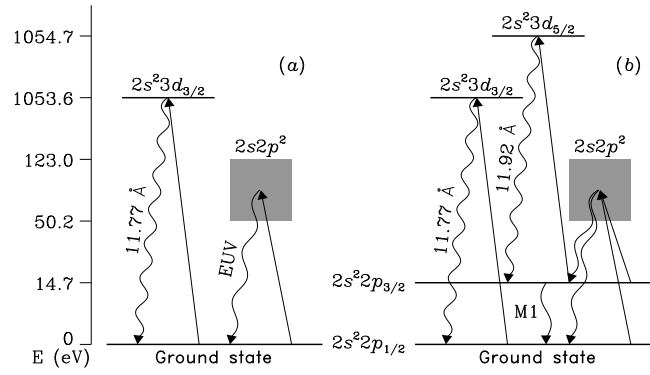 1054.7
1053.6
123.0
50.2
14.7
0
E (eV)
(a)
2s²3d₃/₂
2s2p²
11.77 Å
EUV
Ground state
(b)
2s²3d₅/₂
2s²3d₃/₂
2s2p²
11.92 Å
11.77 Å
2s²2p₃/₂
M1
2s²2p₁/₂
Ground state